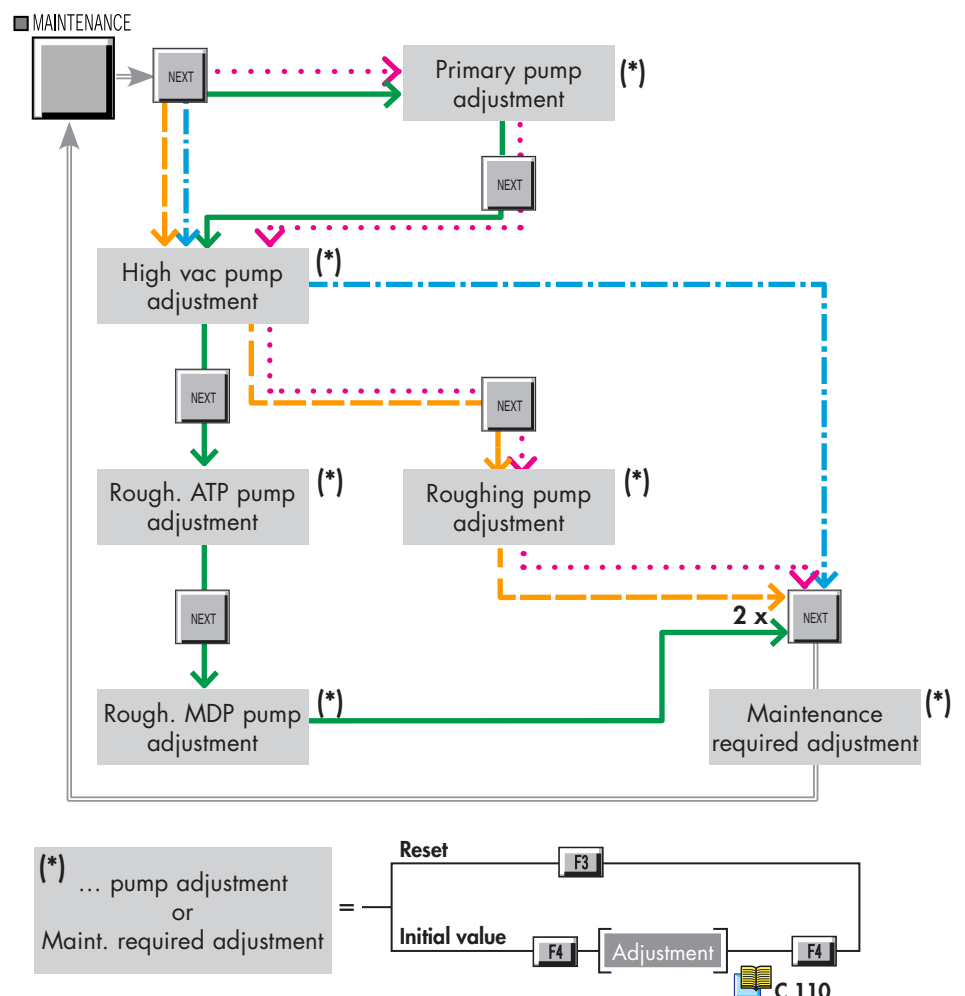 MAINTENANCE
NEXT
Primary pump
adjustment
(*)
NEXT
High vac pump
adjustment
(*)
NEXT
NEXT
Rough. ATP pump
adjustment
(*)
Roughing pump
adjustment
(*)
NEXT
2 x
NEXT
Rough. MDP pump
adjustment
(*)
Maintenance
required adjustment
(*)
(*)
... pump adjustment
or
Maint. required adjustment
=
Reset
F3
Initial value
F4
Adjustment
F4
C 110